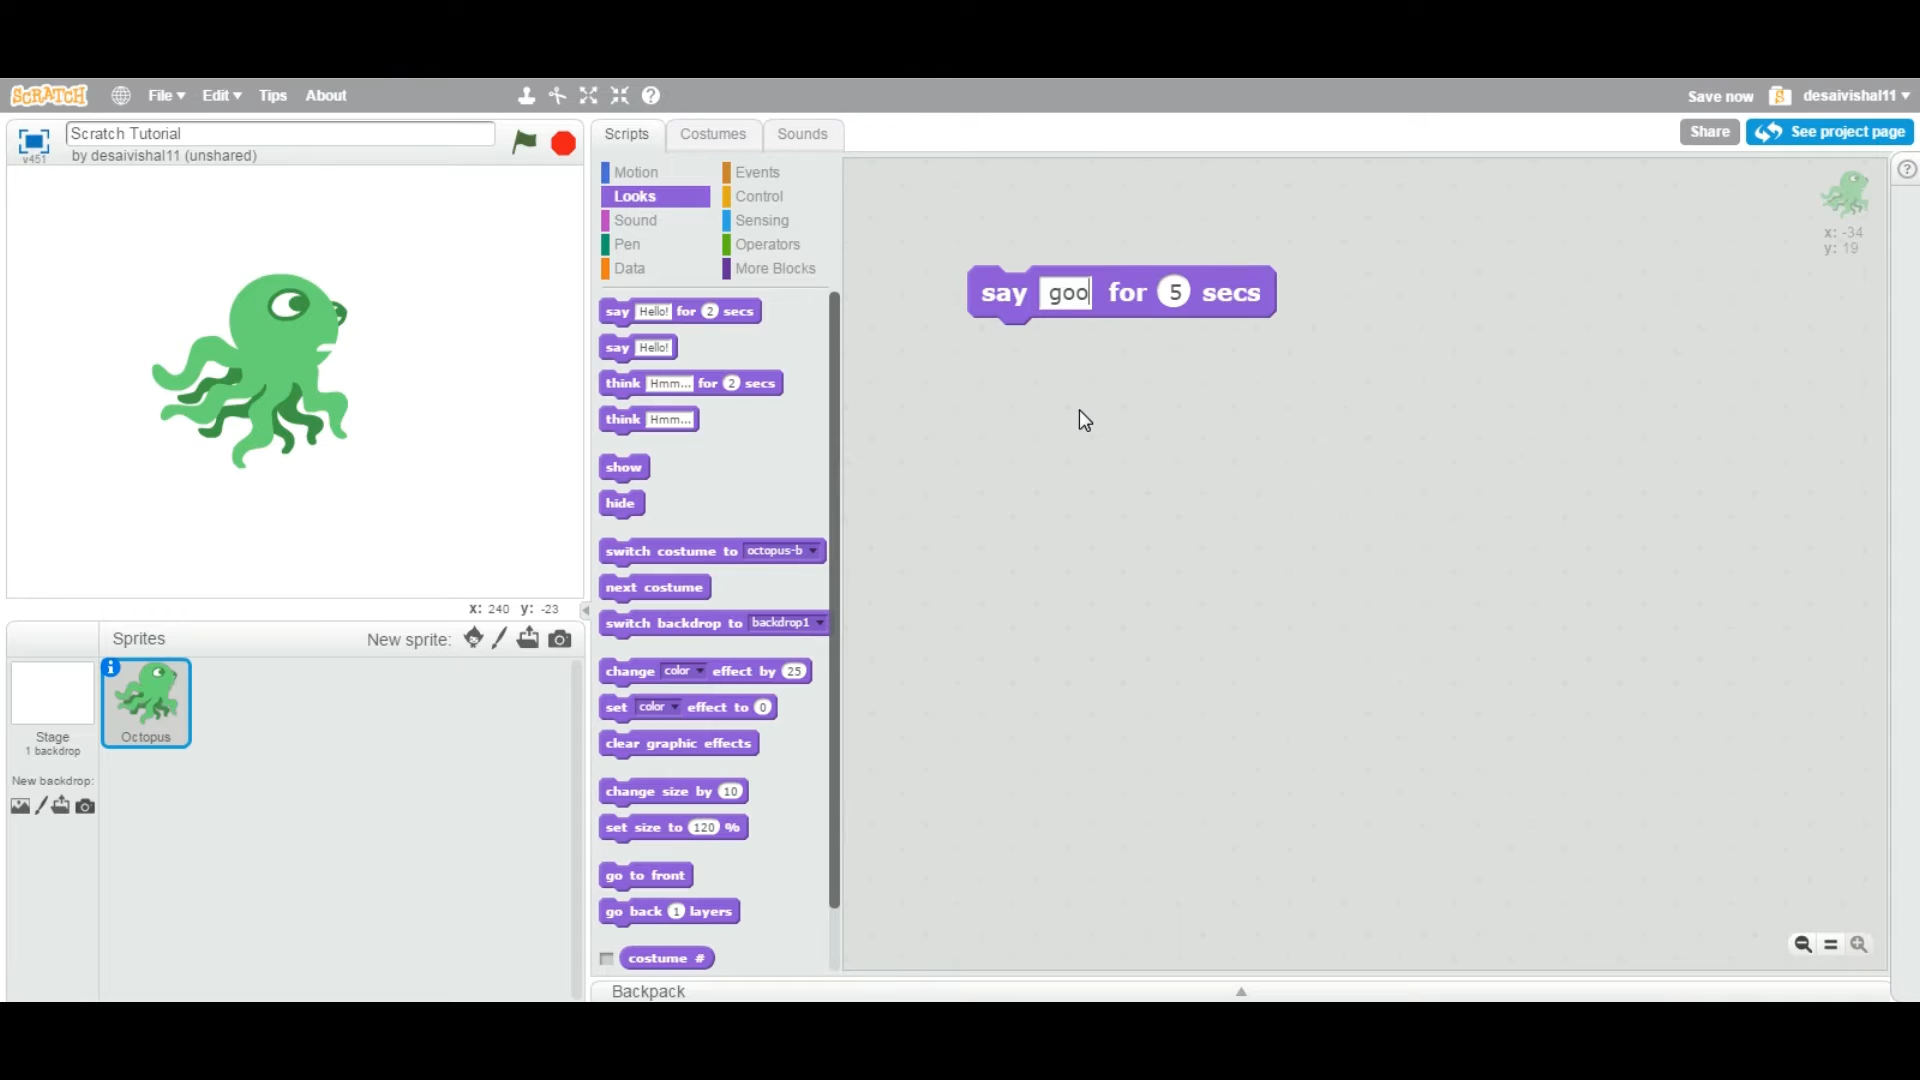 SCRATCH File Edit Tips About Save now desaivishal11
Scratch Tutorial
by desaivishal11 (unshared)
v451
Scripts Costumes Sounds
Share See project page
Motion Events
Looks Control
Sound Sensing
Pen Operators
Data More Blocks
say Hello! for 2 secs
say Hello!
think Hmm... for 2 secs
think Hmm...
show
hide
switch costume to octopus-b
next costume
switch backdrop to backdrop1
change color effect by 25
set color effect to 0
clear graphic effects
change size by 10
set size to 120 %
go to front
go back 1 layers
costume #
say goo for 5 secs
x: -34
y: 19
x: 240 y: -23
Sprites New sprite:
Stage
1 backdrop
New backdrop:
Octopus
Backpack